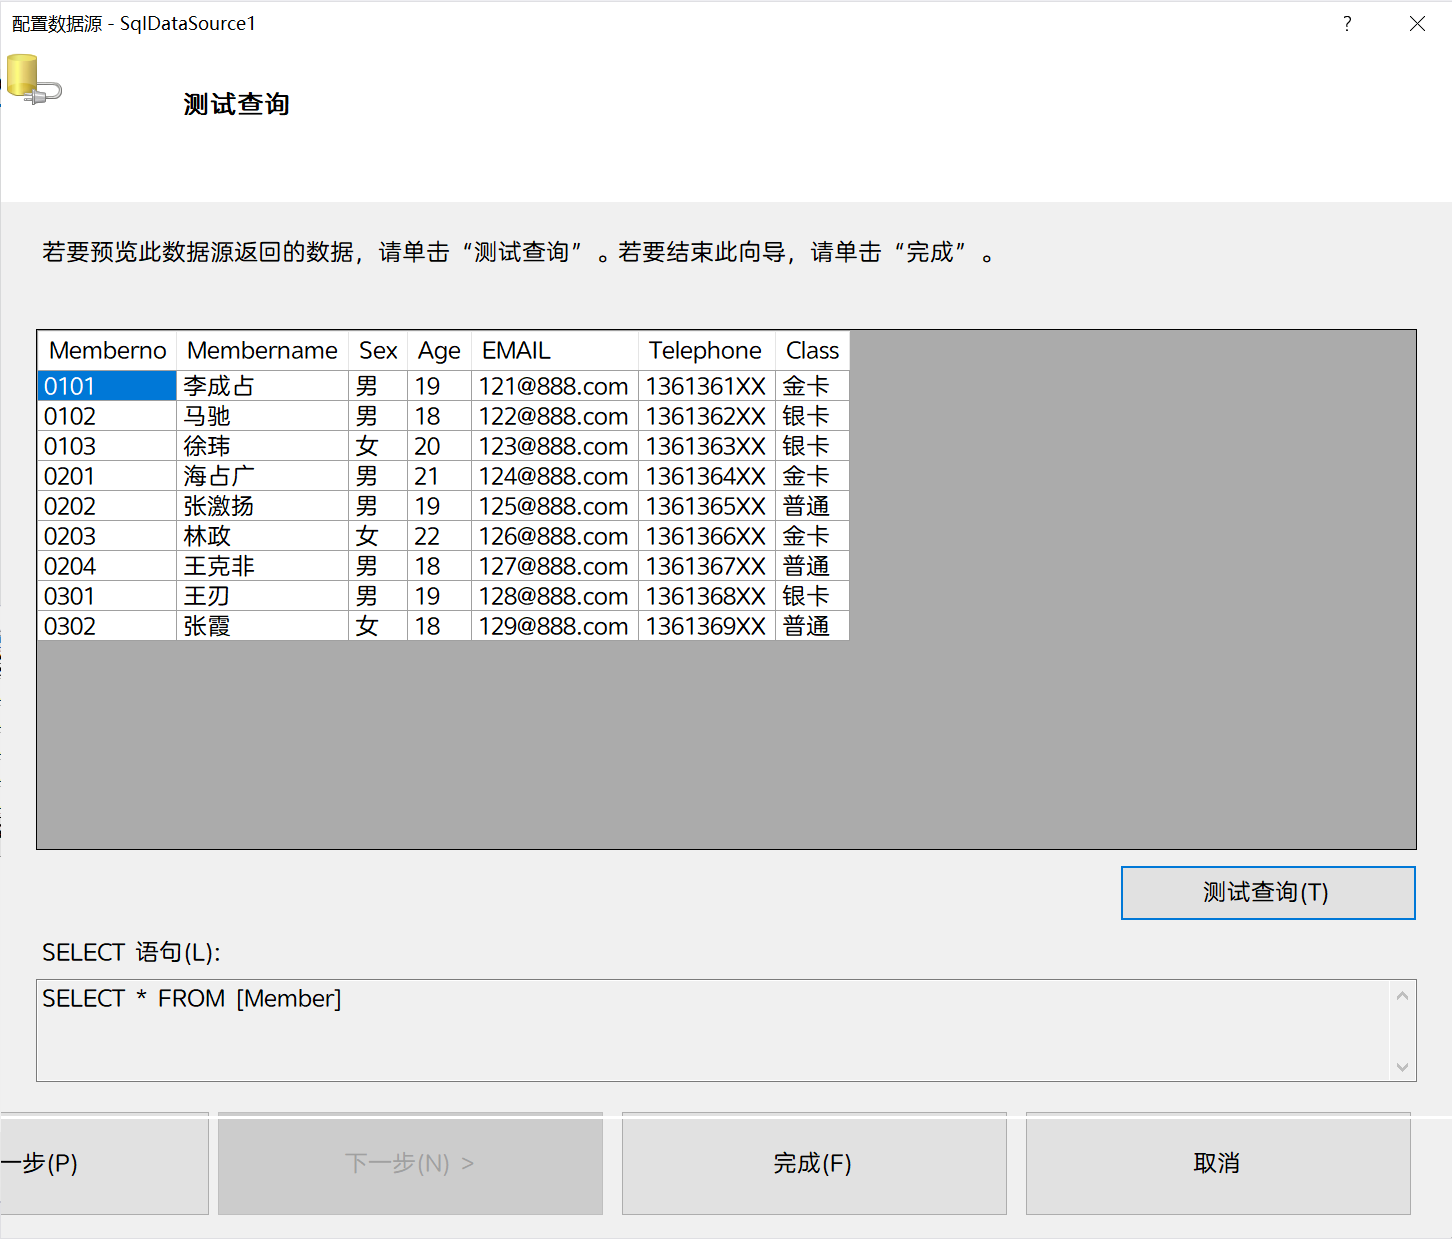 配置数据源 - SqlDataSource1
测试查询
若要预览此数据源返回的数据，请单击“测试查询”。若要结束此向导，请单击“完成”。
Memberno Membername Sex Age EMAIL Telephone Class
0101 李成占 男 19 121@888.com 1361361XX 金卡
0102 马驰 男 18 122@888.com 1361362XX 银卡
0103 徐玮 女 20 123@888.com 1361363XX 银卡
0201 海占广 男 21 124@888.com 1361364XX 金卡
0202 张激扬 男 19 125@888.com 1361365XX 普通
0203 林政 女 22 126@888.com 1361366XX 金卡
0204 王克非 男 18 127@888.com 1361367XX 普通
0301 王刃 男 19 128@888.com 1361368XX 银卡
0302 张霞 女 18 129@888.com 1361369XX 普通
测试查询(T)
SELECT 语句(L):
SELECT * FROM [Member]
一步(P) 下一步(N) > 完成(F) 取消